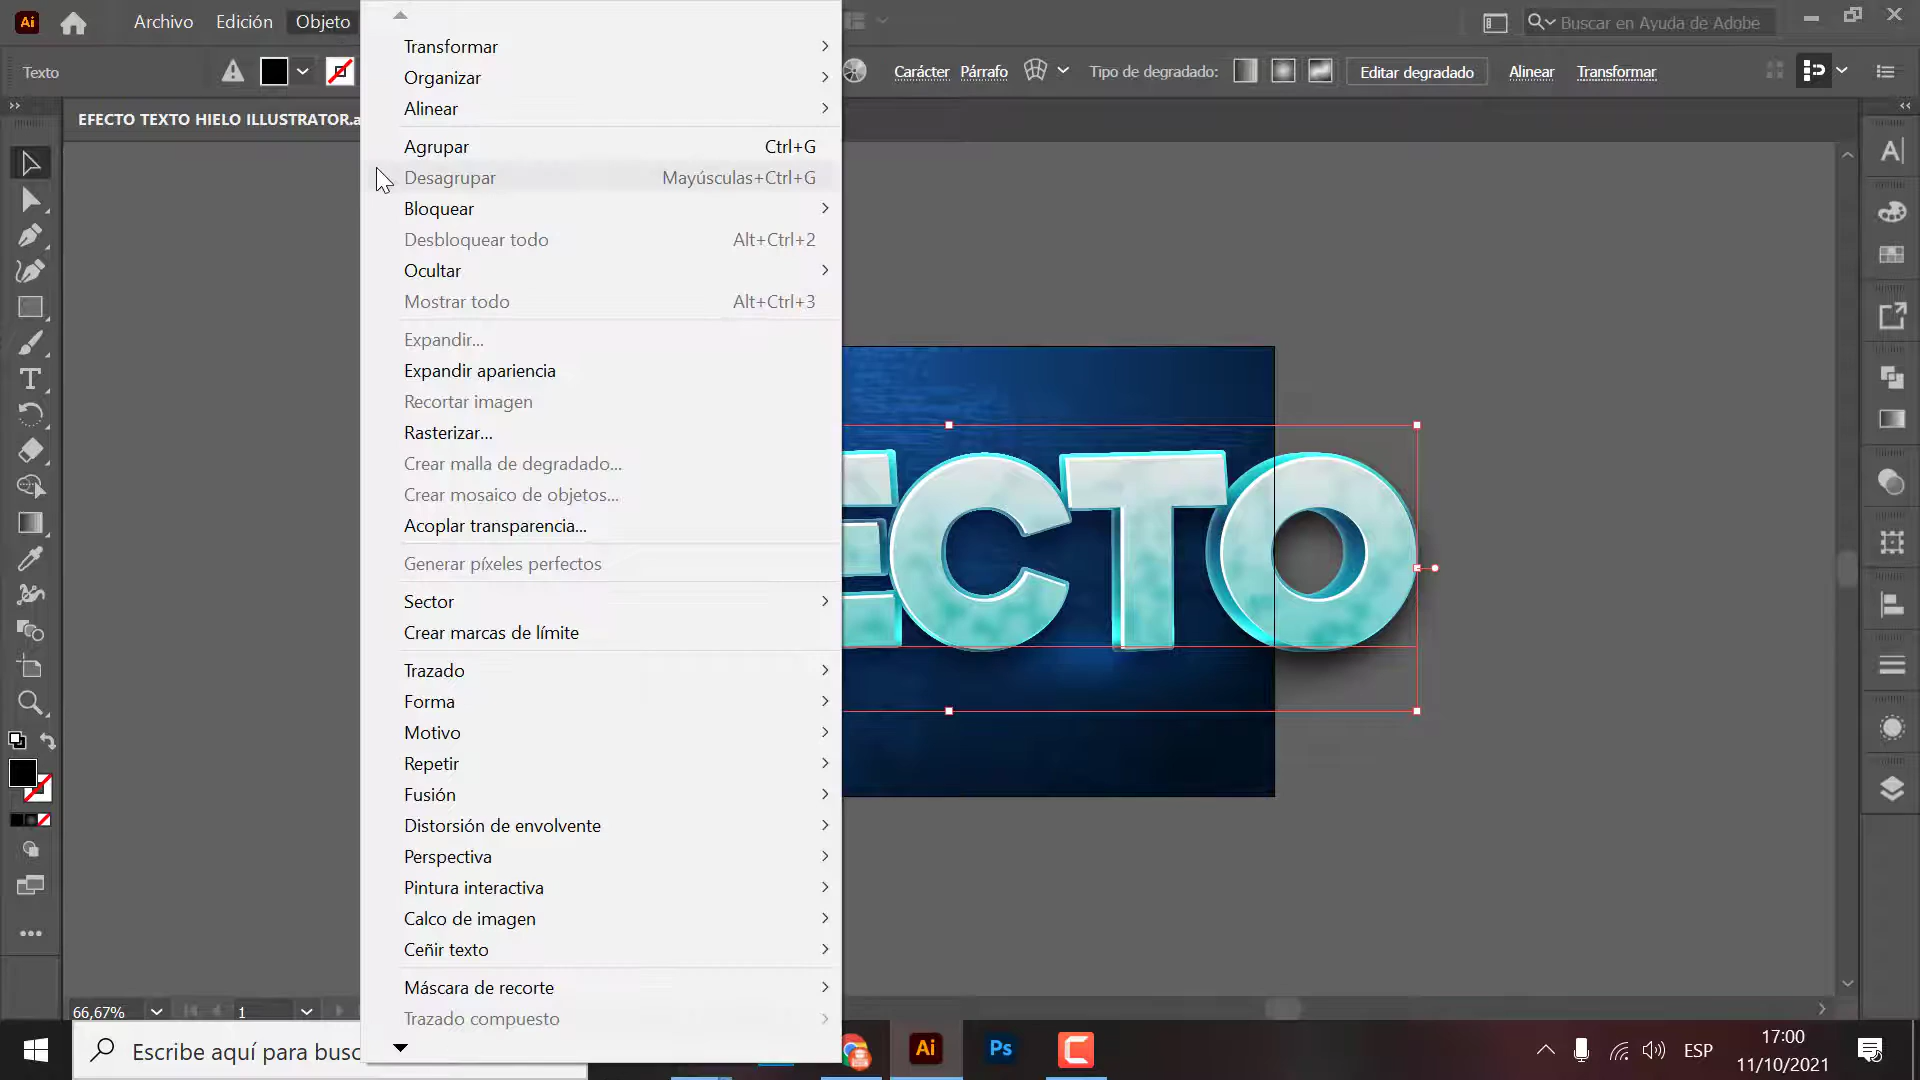 Ai Archivo Edición Objeto Buscar en Ayuda de Adobe
Texto Carácter Párrafo Tipo de degradado: Editar degradado Alinear Transformar
EFECTO TEXTO HIELO ILLUSTRATOR.a
Transformar
Organizar
Alinear
Agrupar Ctrl+G
Desagrupar Mayúsculas+Ctrl+G
Bloquear
Desbloquear todo Alt+Ctrl+2
Ocultar
Mostrar todo Alt+Ctrl+3
Expandir...
Expandir apariencia
Recortar imagen
Rasterizar...
Crear malla de degradado...
Crear mosaico de objetos...
Acoplar transparencia...
Generar píxeles perfectos
Sector
Crear marcas de límite
Trazado
Forma
Motivo
Repetir
Fusión
Distorsión de envolvente
Perspectiva
Pintura interactiva
Calco de imagen
Ceñir texto
Máscara de recorte
Trazado compuesto
ECTO
66,67% 1
Escribe aquí para busc
Ai Ps
ESP
17:00
11/10/2021